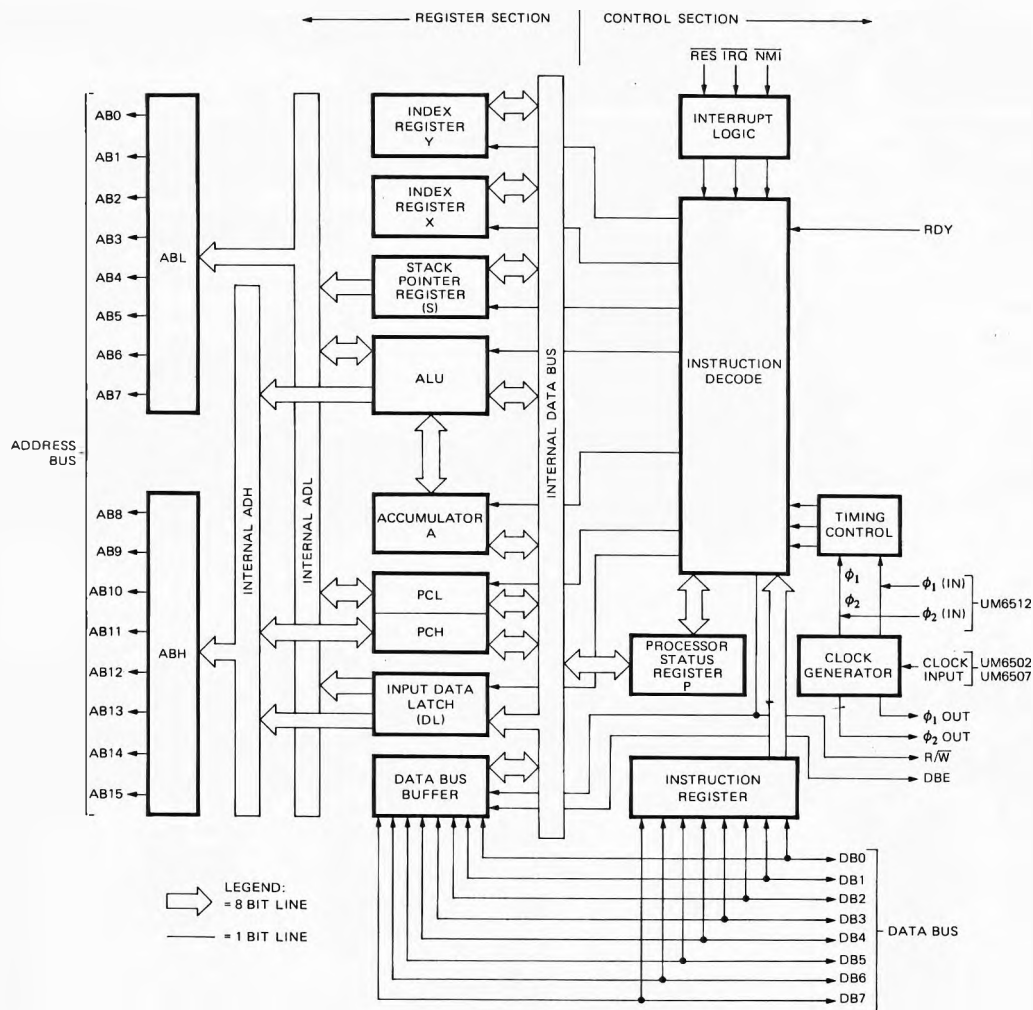 REGISTER SECTION
CONTROL SECTION
RES IRQ NMI
INTERRUPT
LOGIC
AB0
AB1
AB2
AB3
AB4
AB5
AB6
AB7
ADDRESS
BUS
AB8
AB9
AB10
AB11
AB12
AB13
AB14
AB15
ABL
ABH
INTERNAL ADH
INTERNAL ADL
INDEX
REGISTER
Y
INDEX
REGISTER
X
STACK
POINTER
REGISTER
(S)
ALU
ACCUMULATOR
A
PCL
PCH
INPUT DATA
LATCH
(DL)
DATA BUS
BUFFER
INTERNAL DATA BUS
INSTRUCTION
DECODE
RDY
TIMING
CONTROL
ϕ1
ϕ2
ϕ1 (IN)
ϕ2 (IN)
UM6512
CLOCK
GENERATOR
CLOCK
INPUT
UM6502
UM6507
ϕ1 OUT
ϕ2 OUT
R/W̅
DBE
PROCESSOR
STATUS
REGISTER
P
INSTRUCTION
REGISTER
DB0
DB1
DB2
DB3
DB4
DB5
DB6
DB7
DATA BUS
LEGEND:
= 8 BIT LINE
= 1 BIT LINE